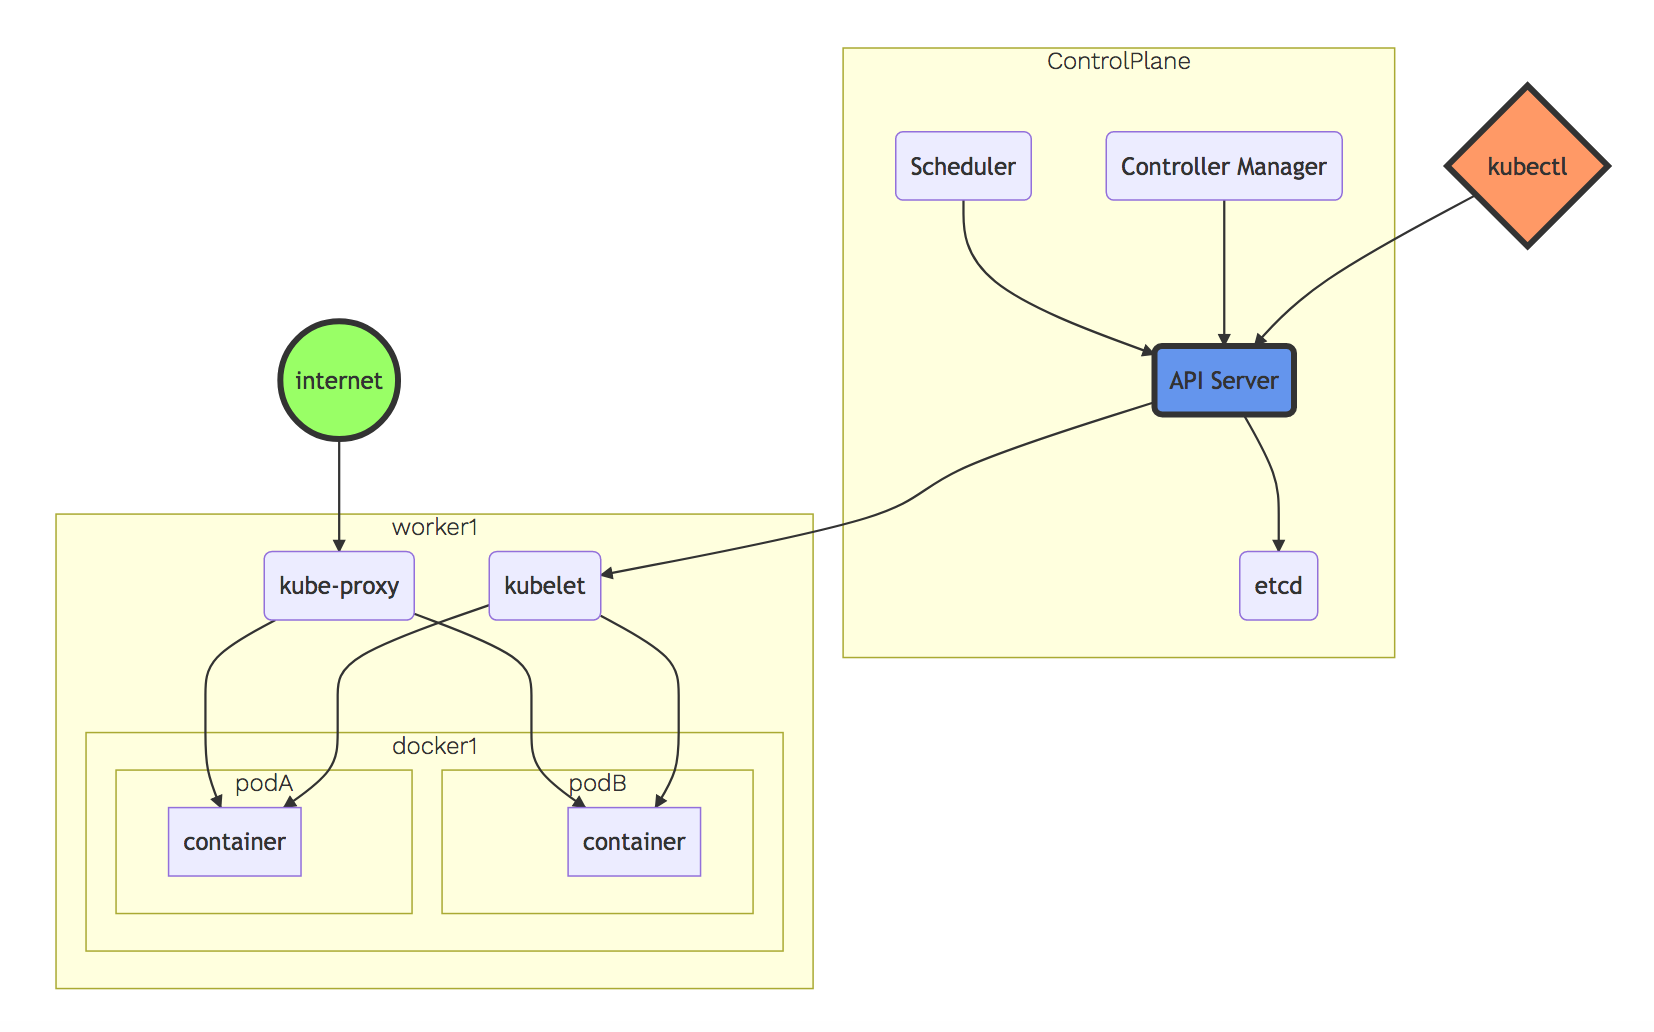 ControlPlane
Scheduler
Controller Manager
kubectl
internet
API Server
worker1
kube-proxy
kubelet
etcd
docker1
podA
podB
container
container